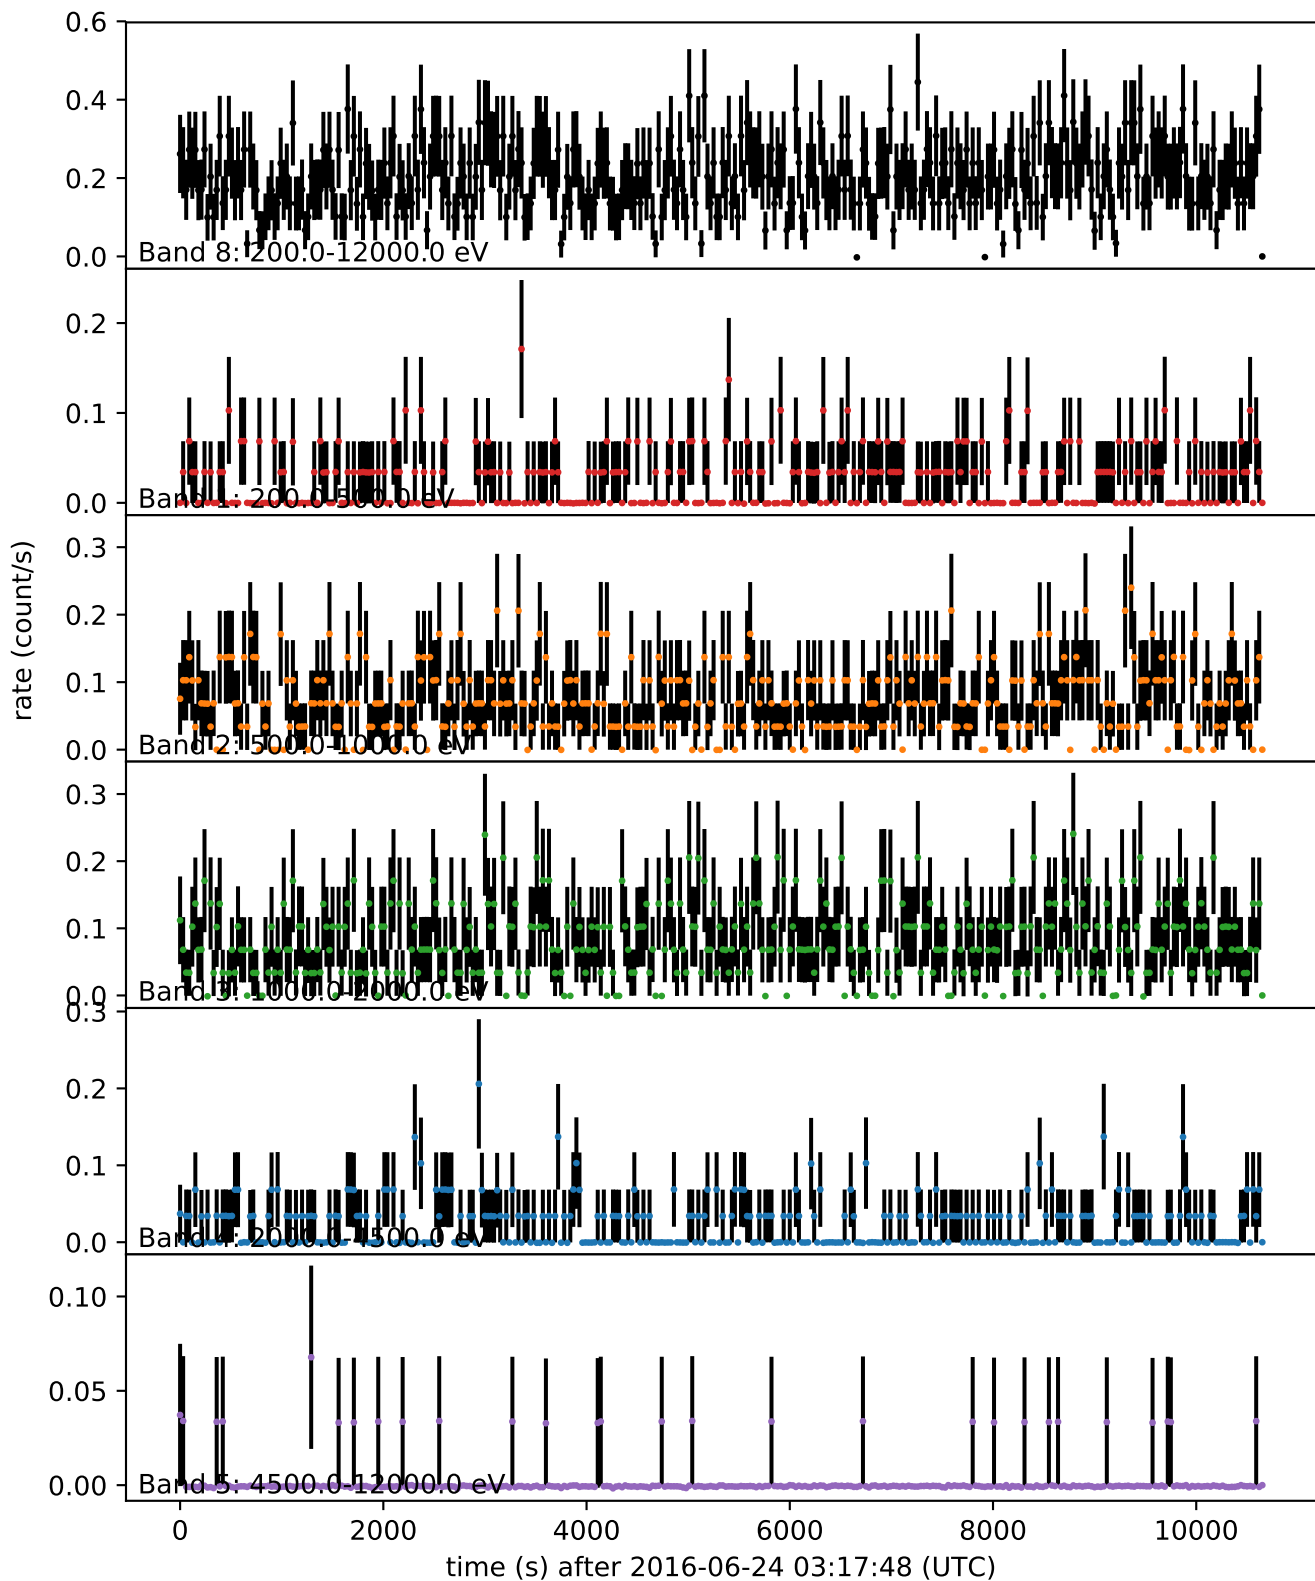 0.6
0.4
0.2
0.0
Band 8: 200.0-12000.0 eV
0.2
0.1
0.0
Band 1: 200.0-500.0 eV
0.3
0.2
0.1
0.0
Band 2: 500.0-1000.0 eV
rate (count/s)
0.3
0.2
0.1
0.0
Band 3: 1000.0-2000.0 eV
0.3
0.2
0.1
0.0
Band 4: 2000.0-4500.0 eV
0.10
0.05
0.00
Band 5: 4500.0-12000.0 eV
0 2000 4000 6000 8000 10000
time (s) after 2016-06-24 03:17:48 (UTC)